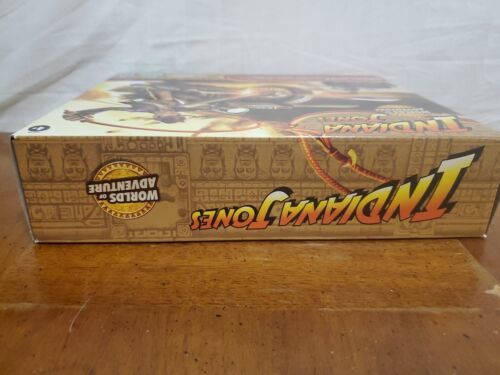 INDIANA
JONES
INDIANA JONES
WORLDS OF
ADVENTURE